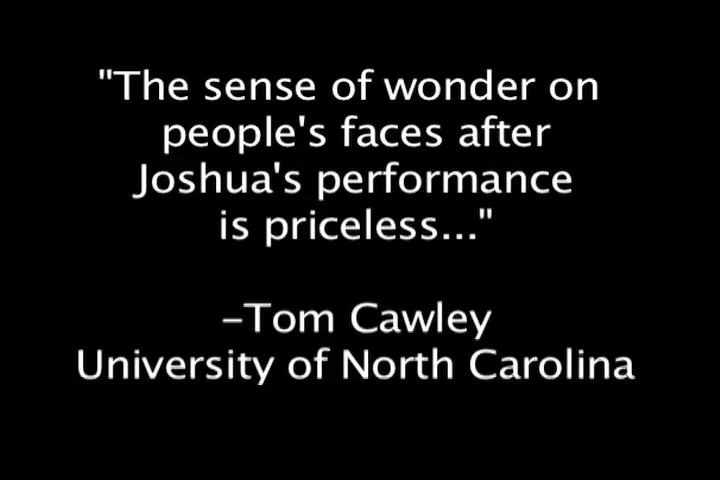 "The sense of wonder on
people's faces after
Joshua's performance
is priceless..."
–Tom Cawley
University of North Carolina